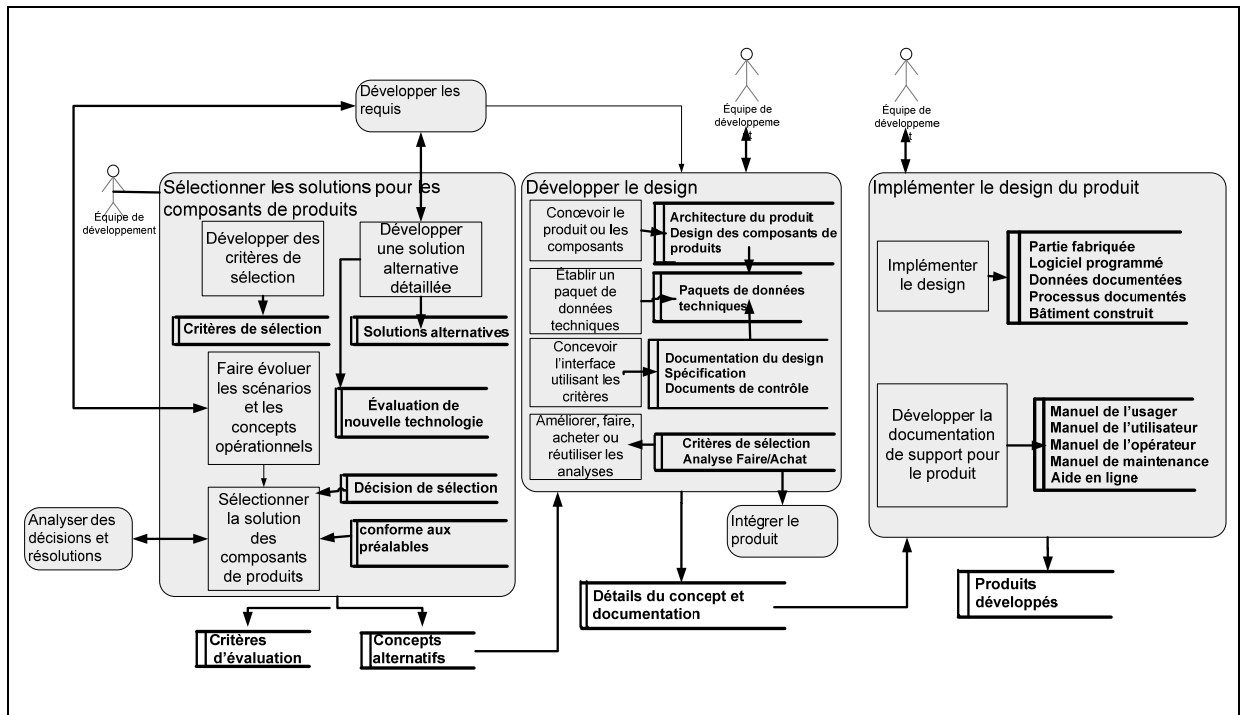 Développer les
requis
Équipe de
développeme
t
Équipe de
développeme
t
Équipe de
développement
Sélectionner les solutions pour les
composants de produits
Développer des
critères de
sélection
Développer
une solution
alternative
détaillée
Critères de sélection
Solutions alternatives
Faire évoluer
les scénarios
et les
concepts
opérationnels
Évaluation de
nouvelle technologie
Sélectionner
la solution
des
composants
de produits
Décision de sélection
conforme aux
préalables
Analyser des
décisions et
résolutions
Critères
d'évaluation
Concepts
alternatifs
Développer le design
Concevoir le
produit ou les
composants
Architecture du produit
Design des composants de
produits
Établir un
paquet de
données
techniques
Paquets de données
techniques
Concevoir
l'interface
utilisant les
critères
Documentation du design
Spécification
Documents de contrôle
Améliorer, faire,
acheter ou
réutiliser les
analyses
Critères de sélection
Analyse Faire/Achat
Intégrer le
produit
Détails du concept et
documentation
Implémenter le design du produit
Implémenter
le design
Partie fabriquée
Logiciel programmé
Données documentées
Processus documentés
Bâtiment construit
Développer la
documentation
de support pour
le produit
Manuel de l'usager
Manuel de l'utilisateur
Manuel de l'opérateur
Manuel de maintenance
Aide en ligne
Produits
développés